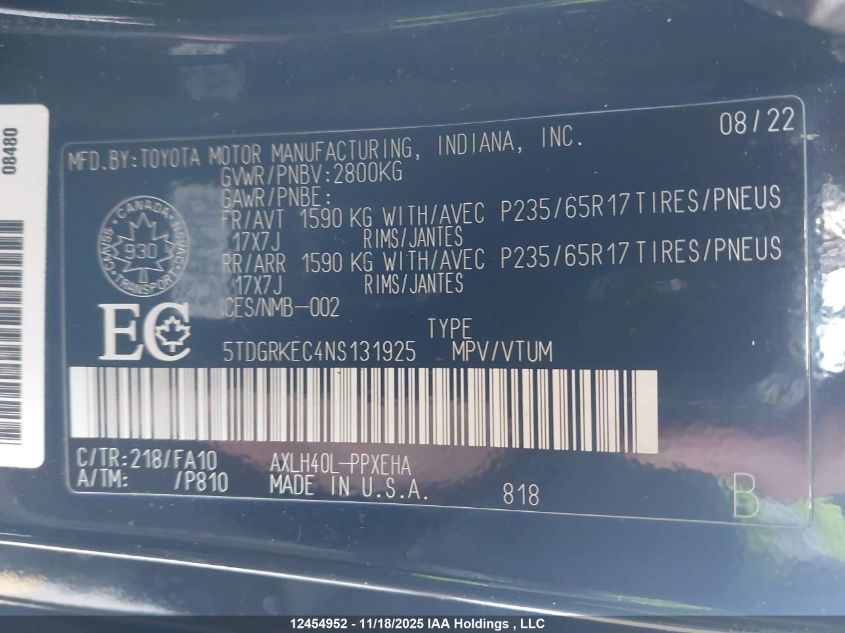 08480
08/22
MFD.BY:TOYOTA MOTOR MANUFACTURING, INDIANA, INC.
GVWR/PNBV:2800KG
GAWR/PNBE:
FR/AVT 1590 KG WITH/AVEC P235/65R17 TIRES/PNEUS
17X7J RIMS/JANTES
RR/ARR 1590 KG WITH/AVEC P235/65R17 TIRES/PNEUS
17X7J RIMS/JANTES
ICES/NMB-002
CANADA
930
TRANSPORT
EC
TYPE
5TDGRKEC4NS131925 MPV/VTUM
C/TR:218/FA10 AXLH40L-PPXEHA
A/TM: /P810 MADE IN U.S.A. 818 B
12454952 - 11/18/2025 IAA Holdings , LLC